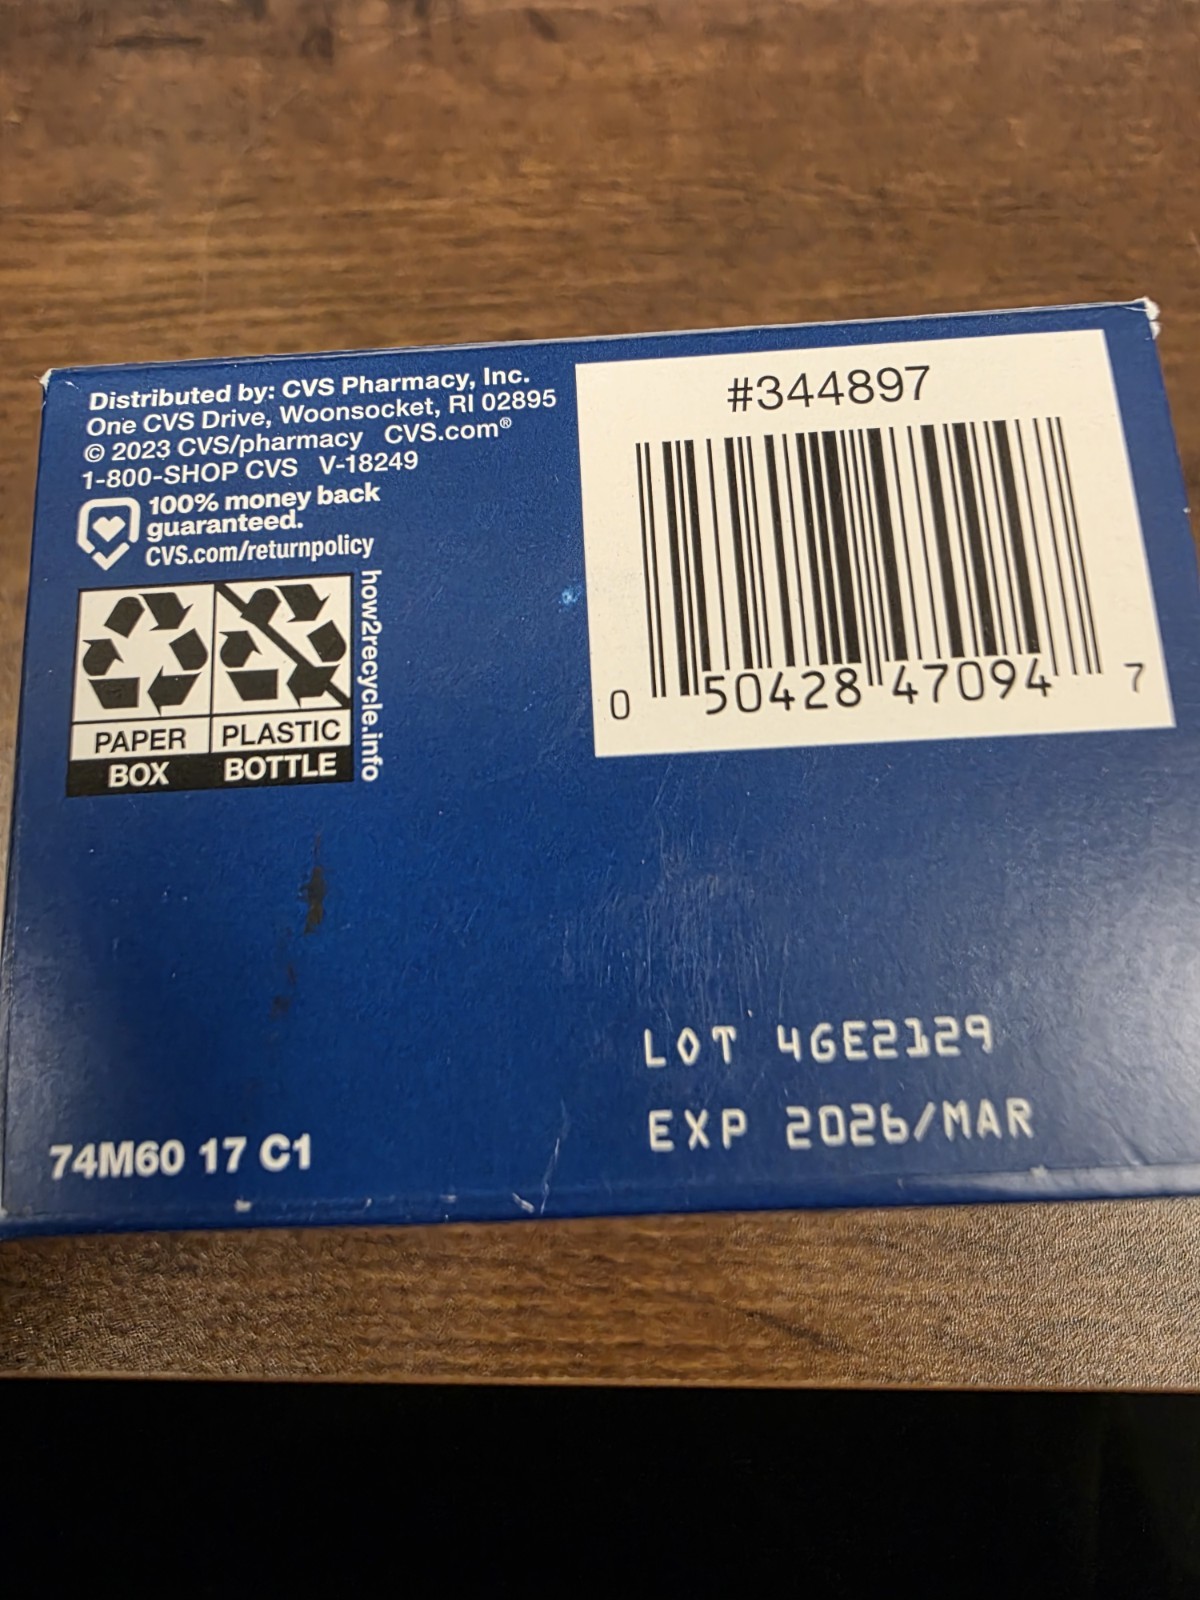 Distributed by: CVS Pharmacy, Inc.
One CVS Drive, Woonsocket, RI 02895
© 2023 CVS/pharmacy CVS.com®
1-800-SHOP CVS V-18249
100% money back
guaranteed.
CVS.com/returnpolicy
how2recycle.info
PAPER
BOX
PLASTIC
BOTTLE
#344897
0 50428 47094 7
LOT 4GE2129
EXP 2026/MAR
74M60 17 C1